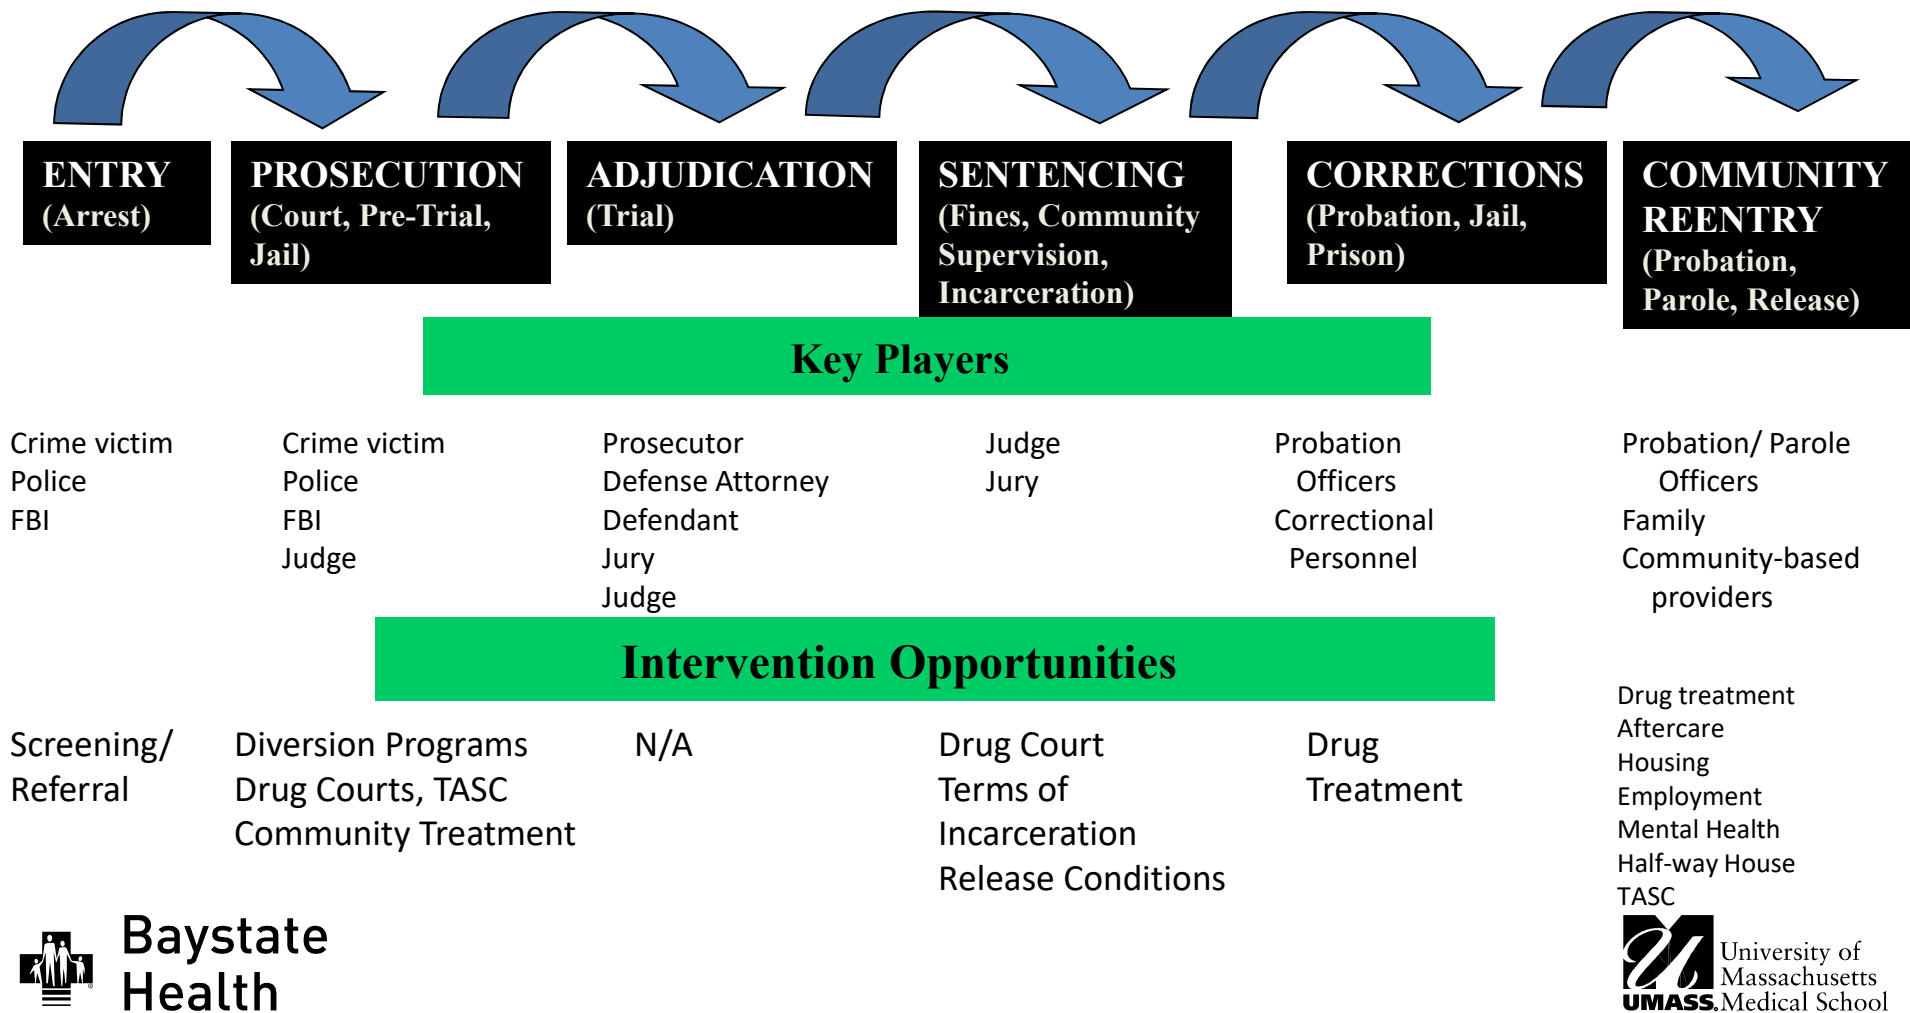 ENTRY
(Arrest)
PROSECUTION
(Court, Pre-Trial,
Jail)
ADJUDICATION
(Trial)
SENTENCING
(Fines, Community
Supervision,
Incarceration)
CORRECTIONS
(Probation, Jail,
Prison)
COMMUNITY
REENTRY
(Probation,
Parole, Release)
Key Players
Crime victim
Police
FBI
Crime victim
Police
FBI
Judge
Prosecutor
Defense Attorney
Defendant
Jury
Judge
Judge
Jury
Probation
Officers
Correctional
Personnel
Probation/ Parole
Officers
Family
Community-based
providers
Intervention Opportunities
Screening/
Referral
Diversion Programs
Drug Courts, TASC
Community Treatment
N/A
Drug Court
Terms of
Incarceration
Release Conditions
Drug
Treatment
Drug treatment
Aftercare
Housing
Employment
Mental Health
Half-way House
TASC
Baystate
Health
UMASS.
University of
Massachusetts
Medical School